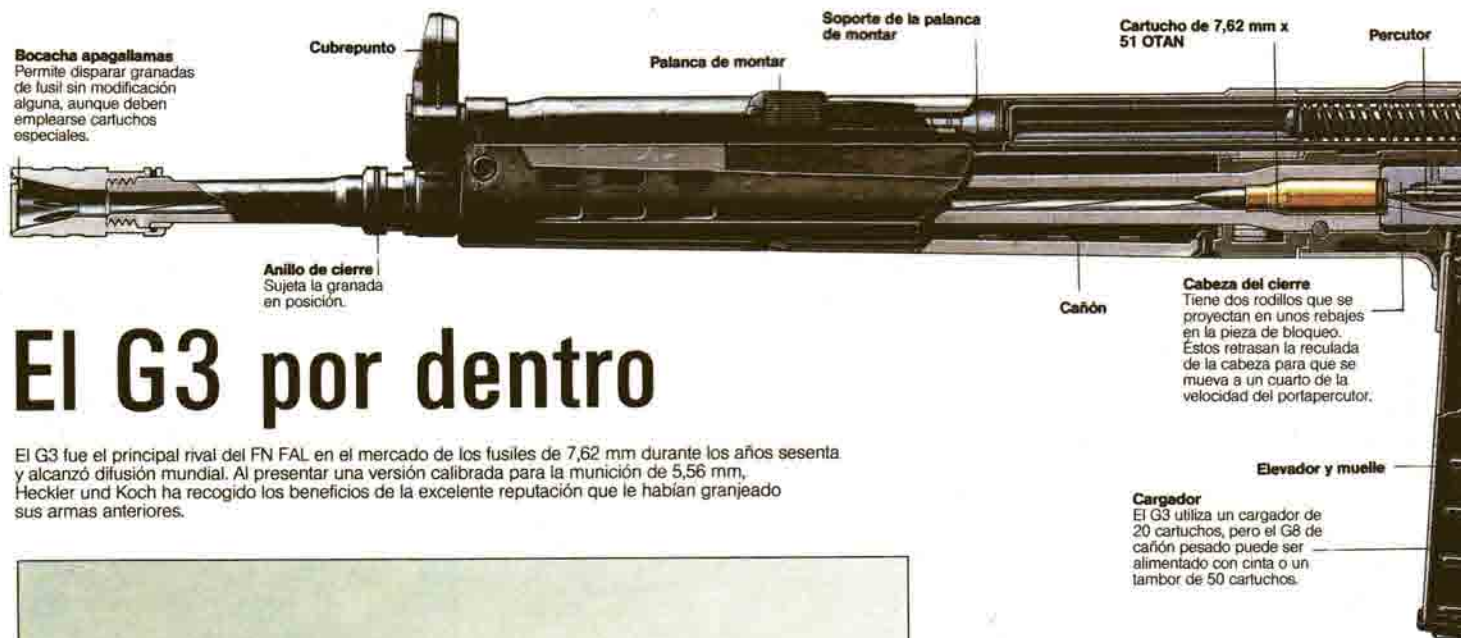 Bocacha apagallamas
Permite disparar granadas
de fusil sin modificación
alguna, aunque deben
emplearse cartuchos
especiales.
Cubrepunto
Palanca de montar
Soporte de la palanca
de montar
Cartucho de 7,62 mm x
51 OTAN
Percutor
Anillo de cierre
Sujeta la granada
en posición.
Cañón
Cabeza del cierre
Tiene dos rodillos que se
proyectan en unos rebajes
en la pieza de bloqueo.
Éstos retrasan la reculada
de la cabeza para que se
mueva a un cuarto de la
velocidad del portapercutor.
El G3 por dentro
El G3 fue el principal rival del FN FAL en el mercado de los fusiles de 7,62 mm durante los años sesenta
y alcanzó difusión mundial. Al presentar una versión calibrada para la munición de 5,56 mm,
Heckler und Koch ha recogido los beneficios de la excelente reputación que le habían granjeado
sus armas anteriores.
Elevador y muelle
Cargador
El G3 utiliza un cargador de
20 cartuchos, pero el G8 de
cañón pesado puede ser
alimentado con cinta o un
tambor de 50 cartuchos.